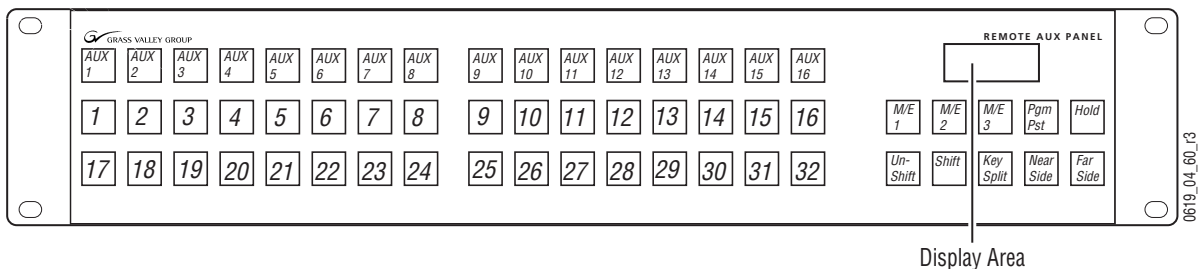 GRASS VALLEY GROUP
REMOTE AUX PANEL
AUX 1 AUX 2 AUX 3 AUX 4 AUX 5 AUX 6 AUX 7 AUX 8 AUX 9 AUX 10 AUX 11 AUX 12 AUX 13 AUX 14 AUX 15 AUX 16
1 2 3 4 5 6 7 8 9 10 11 12 13 14 15 16 M/E 1 M/E 2 M/E 3 Pgm Pst Hold
17 18 19 20 21 22 23 24 25 26 27 28 29 30 31 32 Un-Shift Shift Key Split Near Side Far Side
0619_04_60_r3
Display Area